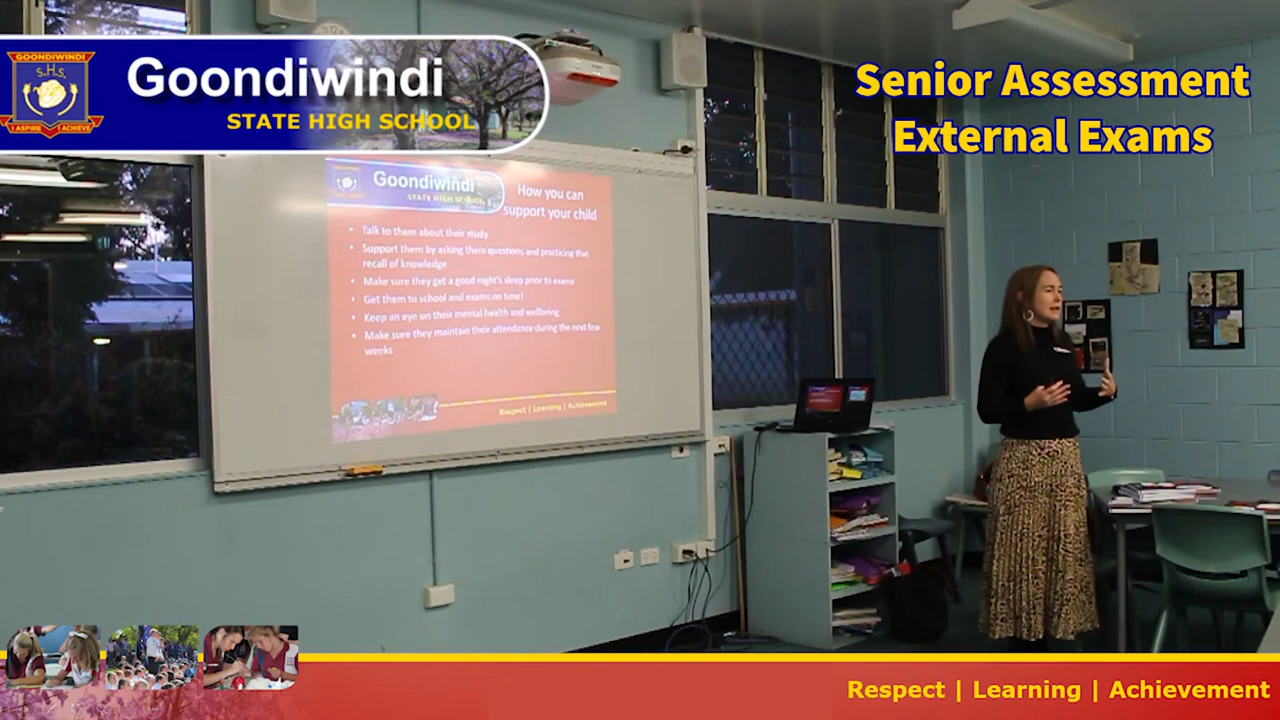 GOONDIWINDI
S.H.S.
I ASPIRE I ACHIEVE
Goondiwindi
STATE HIGH SCHOOL
Senior Assessment
External Exams
Goondiwindi
STATE HIGH SCHOOL
How you can
support your child
• Talk to them about their study
• Support them by asking them questions and practicing that
recall of knowledge
• Make sure they get a good night's sleep prior to exams
• Get them to school and exams on time!
• Keep an eye on their mental health and wellbeing
• Make sure they maintain their attendance during the next few
weeks
Respect | Learning | Achievement
Respect | Learning | Achievement